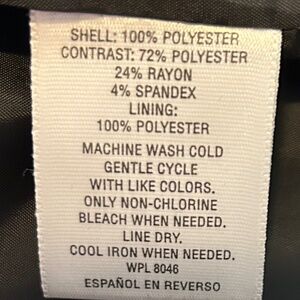 SHELL: 100% POLYESTER
CONTRAST: 72% POLYESTER
24% RAYON
4% SPANDEX
LINING:
100% POLYESTER
MACHINE WASH COLD
GENTLE CYCLE
WITH LIKE COLORS.
ONLY NON-CHLORINE
BLEACH WHEN NEEDED.
LINE DRY.
COOL IRON WHEN NEEDED.
WPL 8046
ESPAÑOL EN REVERSO